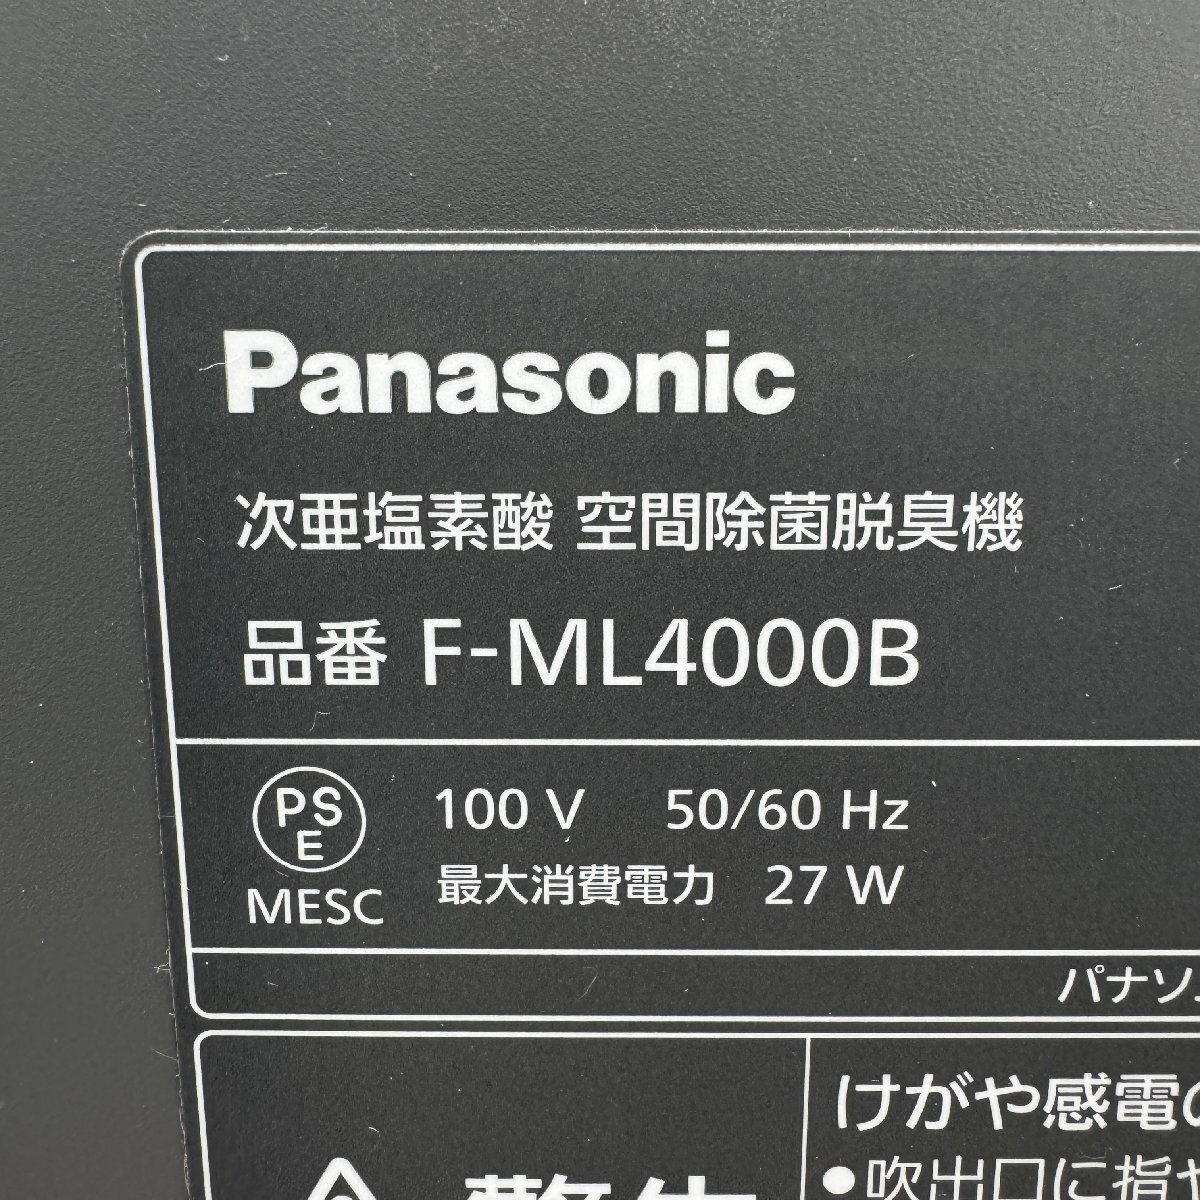 Panasonic
次亜塩素酸 空間除菌脱臭機
品番 F-ML4000B
PS
E
MESC
100 V 50/60 Hz
最大消費電力 27 W
パナソ
けがや感電の
●吹出口に指や